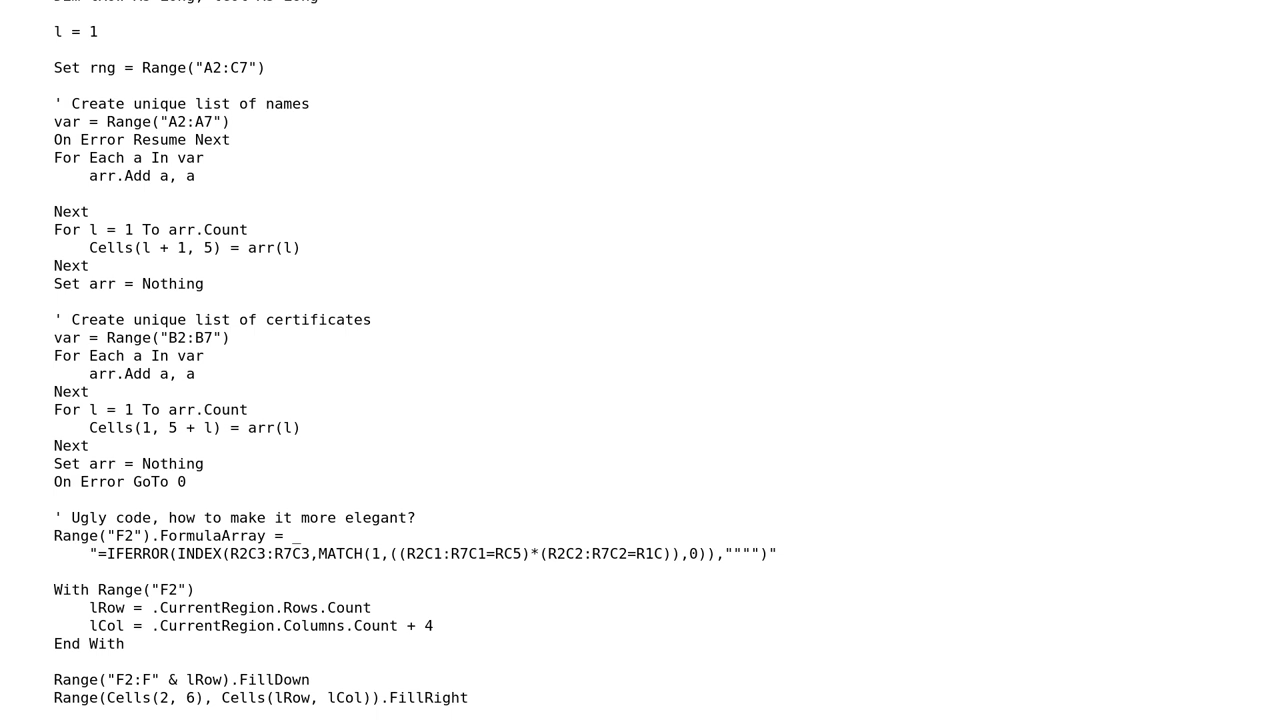 l = 1
Set rng = Range("A2:C7")
' Create unique list of names
var = Range("A2:A7")
On Error Resume Next
For Each a In var
    arr.Add a, a
Next
For l = 1 To arr.Count
    Cells(l + 1, 5) = arr(l)
Next
Set arr = Nothing
' Create unique list of certificates
var = Range("B2:B7")
For Each a In var
    arr.Add a, a
Next
For l = 1 To arr.Count
    Cells(1, 5 + l) = arr(l)
Next
Set arr = Nothing
On Error GoTo 0
' Ugly code, how to make it more elegant?
Range("F2").FormulaArray = _
    "=IFERROR(INDEX(R2C3:R7C3,MATCH(1,((R2C1:R7C1=RC5)*(R2C2:R7C2=R1C)),0)),"""")"
With Range("F2")
    lRow = .CurrentRegion.Rows.Count
    lCol = .CurrentRegion.Columns.Count + 4
End With
Range("F2:F" & lRow).FillDown
Range(Cells(2, 6), Cells(lRow, lCol)).FillRight